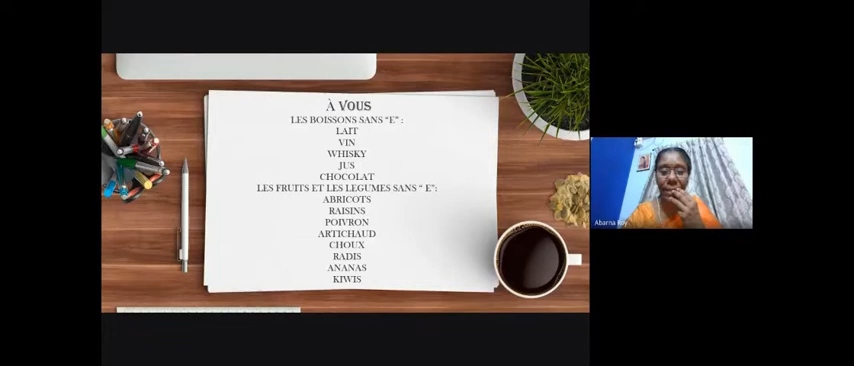 À VOUS
LES BOISSONS SANS “E” :
LAIT
VIN
WHISKY
JUS
CHOCOLAT
LES FRUITS ET LES LEGUMES SANS “ E”:
ABRICOTS
RAISINS
POIVRON
ARTICHAUD
CHOUX
RADIS
ANANAS
KIWIS
Abarna Roy